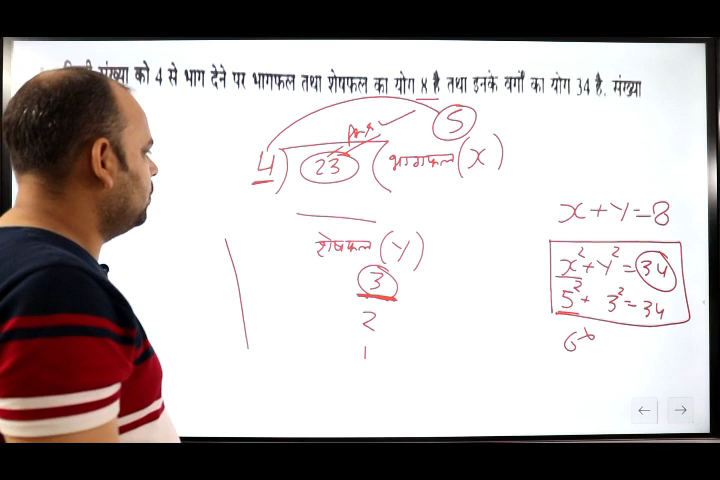 संख्या को 4 से भाग देने पर भागफल तथा शेषफल का योग 8 है तथा इनके वर्गों का योग 34 है. संख्या
5
4) 23 ( भागफल (x)
x+y=8
शेषफल (y)
x²+y²=34
3
5²+3²=34
2
1